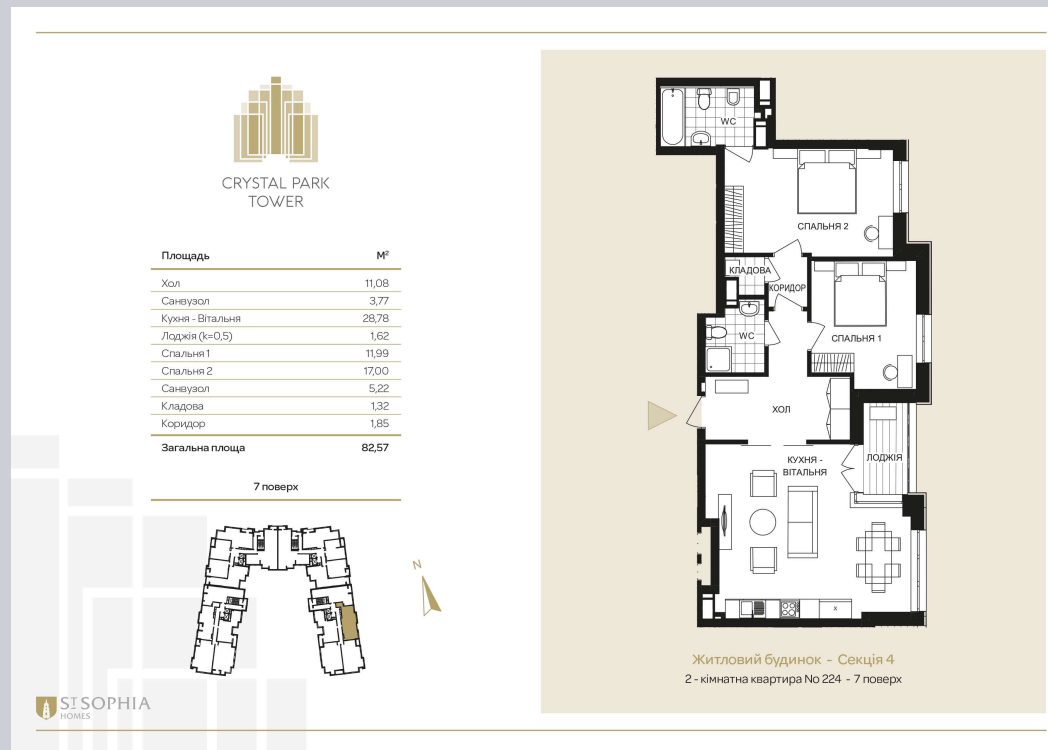 CRYSTAL PARK
TOWER
Площадь М²
Хол 11,08
Санвузол 3,77
Кухня - Вітальня 28,78
Лоджія (k=0,5) 1,62
Спальня 1 11,99
Спальня 2 17,00
Санвузол 5,22
Кладова 1,32
Коридор 1,85
Загальна площа 82,57
7 поверх
N
ST SOPHIA
HOMES
WC
СПАЛЬНЯ 2
КЛАДОВА
КОРИДОР
WC
СПАЛЬНЯ 1
ХОЛ
КУХНЯ -
ВІТАЛЬНЯ
ЛОДЖІЯ
x
Житловий будинок - Секція 4
2 - кімнатна квартира No 224 - 7 поверх